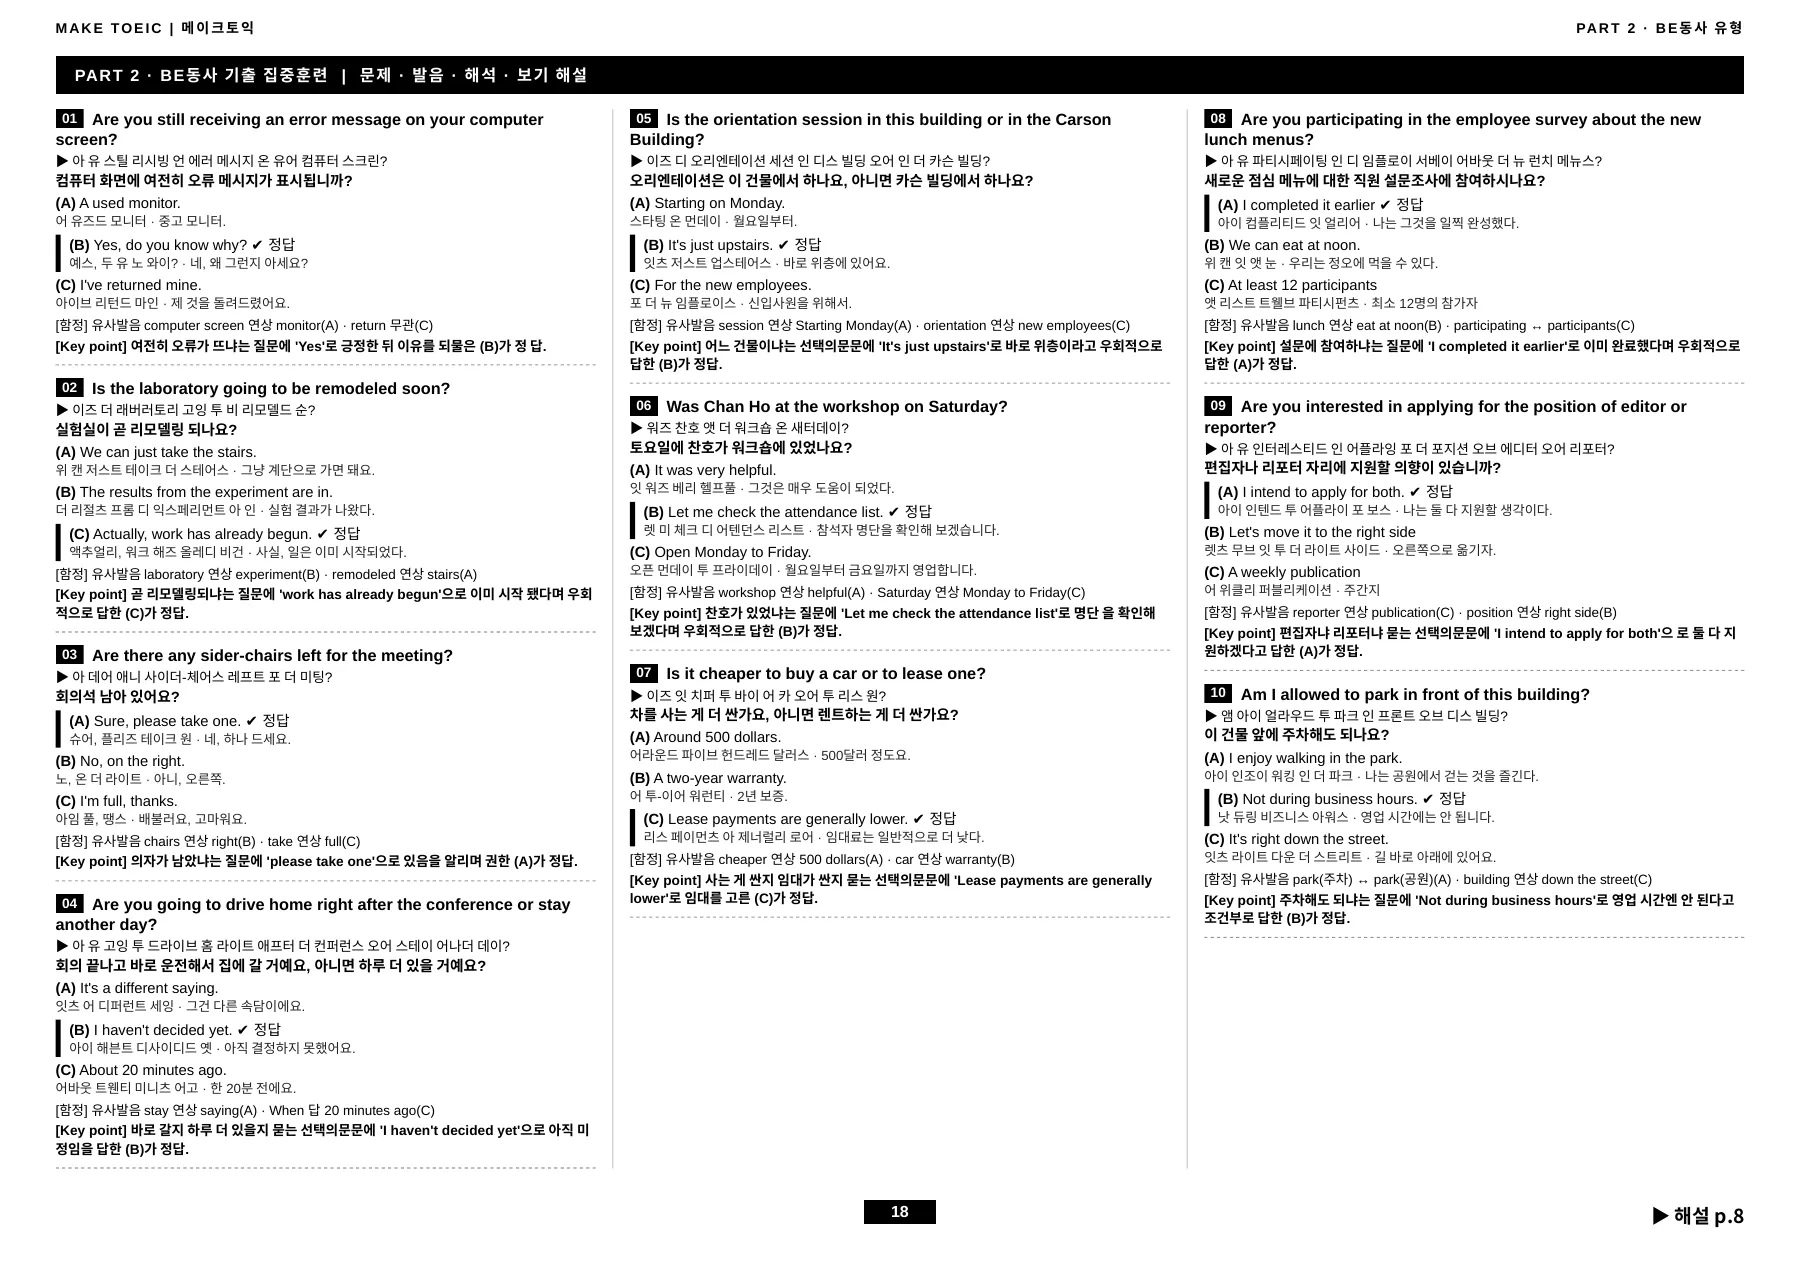 MAKE TOEIC | 메이크토익
PART 2 · BE동사 유형
PART 2 · BE동사 기출 집중훈련 | 문제 · 발음 · 해석 · 보기 해설
01 Are you still receiving an error message on your computer
screen?
▶ 아 유 스틸 리시빙 언 에러 메시지 온 유어 컴퓨터 스크린?
컴퓨터 화면에 여전히 오류 메시지가 표시됩니까?
(A) A used monitor.
어 유즈드 모니터 · 중고 모니터.
(B) Yes, do you know why? ✔ 정답
예스, 두 유 노 와이? · 네, 왜 그런지 아세요?
(C) I've returned mine.
아이브 리턴드 마인 · 제 것을 돌려드렸어요.
[함정] 유사발음 computer screen 연상 monitor(A) · return 무관(C)
[Key point] 여전히 오류가 뜨냐는 질문에 'Yes'로 긍정한 뒤 이유를 되물은 (B)가 정 답.
02 Is the laboratory going to be remodeled soon?
▶ 이즈 더 래버러토리 고잉 투 비 리모델드 순?
실험실이 곧 리모델링 되나요?
(A) We can just take the stairs.
위 캔 저스트 테이크 더 스테어스 · 그냥 계단으로 가면 돼요.
(B) The results from the experiment are in.
더 리절츠 프롬 디 익스페리먼트 아 인 · 실험 결과가 나왔다.
(C) Actually, work has already begun. ✔ 정답
액추얼리, 워크 해즈 올레디 비건 · 사실, 일은 이미 시작되었다.
[함정] 유사발음 laboratory 연상 experiment(B) · remodeled 연상 stairs(A)
[Key point] 곧 리모델링되냐는 질문에 'work has already begun'으로 이미 시작 됐다며 우회
적으로 답한 (C)가 정답.
03 Are there any sider-chairs left for the meeting?
▶ 아 데어 애니 사이더-체어스 레프트 포 더 미팅?
회의석 남아 있어요?
(A) Sure, please take one. ✔ 정답
슈어, 플리즈 테이크 원 · 네, 하나 드세요.
(B) No, on the right.
노, 온 더 라이트 · 아니, 오른쪽.
(C) I'm full, thanks.
아임 풀, 땡스 · 배불러요, 고마워요.
[함정] 유사발음 chairs 연상 right(B) · take 연상 full(C)
[Key point] 의자가 남았냐는 질문에 'please take one'으로 있음을 알리며 권한 (A)가 정답.
04 Are you going to drive home right after the conference or stay
another day?
▶ 아 유 고잉 투 드라이브 홈 라이트 애프터 더 컨퍼런스 오어 스테이 어나더 데이?
회의 끝나고 바로 운전해서 집에 갈 거예요, 아니면 하루 더 있을 거예요?
(A) It's a different saying.
잇츠 어 디퍼런트 세잉 · 그건 다른 속담이에요.
(B) I haven't decided yet. ✔ 정답
아이 해븐트 디사이디드 옛 · 아직 결정하지 못했어요.
(C) About 20 minutes ago.
어바웃 트웬티 미니츠 어고 · 한 20분 전에요.
[함정] 유사발음 stay 연상 saying(A) · When 답 20 minutes ago(C)
[Key point] 바로 갈지 하루 더 있을지 묻는 선택의문문에 'I haven't decided yet'으로 아직 미
정임을 답한 (B)가 정답.
05 Is the orientation session in this building or in the Carson
Building?
▶ 이즈 디 오리엔테이션 세션 인 디스 빌딩 오어 인 더 카슨 빌딩?
오리엔테이션은 이 건물에서 하나요, 아니면 카슨 빌딩에서 하나요?
(A) Starting on Monday.
스타팅 온 먼데이 · 월요일부터.
(B) It's just upstairs. ✔ 정답
잇츠 저스트 업스테어스 · 바로 위층에 있어요.
(C) For the new employees.
포 더 뉴 임플로이스 · 신입사원을 위해서.
[함정] 유사발음 session 연상 Starting Monday(A) · orientation 연상 new employees(C)
[Key point] 어느 건물이냐는 선택의문문에 'It's just upstairs'로 바로 위층이라고 우회적으로
답한 (B)가 정답.
06 Was Chan Ho at the workshop on Saturday?
▶ 워즈 찬호 앳 더 워크숍 온 새터데이?
토요일에 찬호가 워크숍에 있었나요?
(A) It was very helpful.
잇 워즈 베리 헬프풀 · 그것은 매우 도움이 되었다.
(B) Let me check the attendance list. ✔ 정답
렛 미 체크 디 어텐던스 리스트 · 참석자 명단을 확인해 보겠습니다.
(C) Open Monday to Friday.
오픈 먼데이 투 프라이데이 · 월요일부터 금요일까지 영업합니다.
[함정] 유사발음 workshop 연상 helpful(A) · Saturday 연상 Monday to Friday(C)
[Key point] 찬호가 있었냐는 질문에 'Let me check the attendance list'로 명단 을 확인해
보겠다며 우회적으로 답한 (B)가 정답.
07 Is it cheaper to buy a car or to lease one?
▶ 이즈 잇 치퍼 투 바이 어 카 오어 투 리스 원?
차를 사는 게 더 싼가요, 아니면 렌트하는 게 더 싼가요?
(A) Around 500 dollars.
어라운드 파이브 헌드레드 달러스 · 500달러 정도요.
(B) A two-year warranty.
어 투-이어 워런티 · 2년 보증.
(C) Lease payments are generally lower. ✔ 정답
리스 페이먼츠 아 제너럴리 로어 · 임대료는 일반적으로 더 낮다.
[함정] 유사발음 cheaper 연상 500 dollars(A) · car 연상 warranty(B)
[Key point] 사는 게 싼지 임대가 싼지 묻는 선택의문문에 'Lease payments are generally
lower'로 임대를 고른 (C)가 정답.
08 Are you participating in the employee survey about the new
lunch menus?
▶ 아 유 파티시페이팅 인 디 임플로이 서베이 어바웃 더 뉴 런치 메뉴스?
새로운 점심 메뉴에 대한 직원 설문조사에 참여하시나요?
(A) I completed it earlier ✔ 정답
아이 컴플리티드 잇 얼리어 · 나는 그것을 일찍 완성했다.
(B) We can eat at noon.
위 캔 잇 앳 눈 · 우리는 정오에 먹을 수 있다.
(C) At least 12 participants
앳 리스트 트웰브 파티시펀츠 · 최소 12명의 참가자
[함정] 유사발음 lunch 연상 eat at noon(B) · participating ↔ participants(C)
[Key point] 설문에 참여하냐는 질문에 'I completed it earlier'로 이미 완료했다며 우회적으로
답한 (A)가 정답.
09 Are you interested in applying for the position of editor or
reporter?
▶ 아 유 인터레스티드 인 어플라잉 포 더 포지션 오브 에디터 오어 리포터?
편집자나 리포터 자리에 지원할 의향이 있습니까?
(A) I intend to apply for both. ✔ 정답
아이 인텐드 투 어플라이 포 보스 · 나는 둘 다 지원할 생각이다.
(B) Let's move it to the right side
렛츠 무브 잇 투 더 라이트 사이드 · 오른쪽으로 옮기자.
(C) A weekly publication
어 위클리 퍼블리케이션 · 주간지
[함정] 유사발음 reporter 연상 publication(C) · position 연상 right side(B)
[Key point] 편집자냐 리포터냐 묻는 선택의문문에 'I intend to apply for both'으 로 둘 다 지
원하겠다고 답한 (A)가 정답.
10 Am I allowed to park in front of this building?
▶ 앰 아이 얼라우드 투 파크 인 프론트 오브 디스 빌딩?
이 건물 앞에 주차해도 되나요?
(A) I enjoy walking in the park.
아이 인조이 워킹 인 더 파크 · 나는 공원에서 걷는 것을 즐긴다.
(B) Not during business hours. ✔ 정답
낫 듀링 비즈니스 아워스 · 영업 시간에는 안 됩니다.
(C) It's right down the street.
잇츠 라이트 다운 더 스트리트 · 길 바로 아래에 있어요.
[함정] 유사발음 park(주차) ↔ park(공원)(A) · building 연상 down the street(C)
[Key point] 주차해도 되냐는 질문에 'Not during business hours'로 영업 시간엔 안 된다고
조건부로 답한 (B)가 정답.
18
▶ 해설 p.8